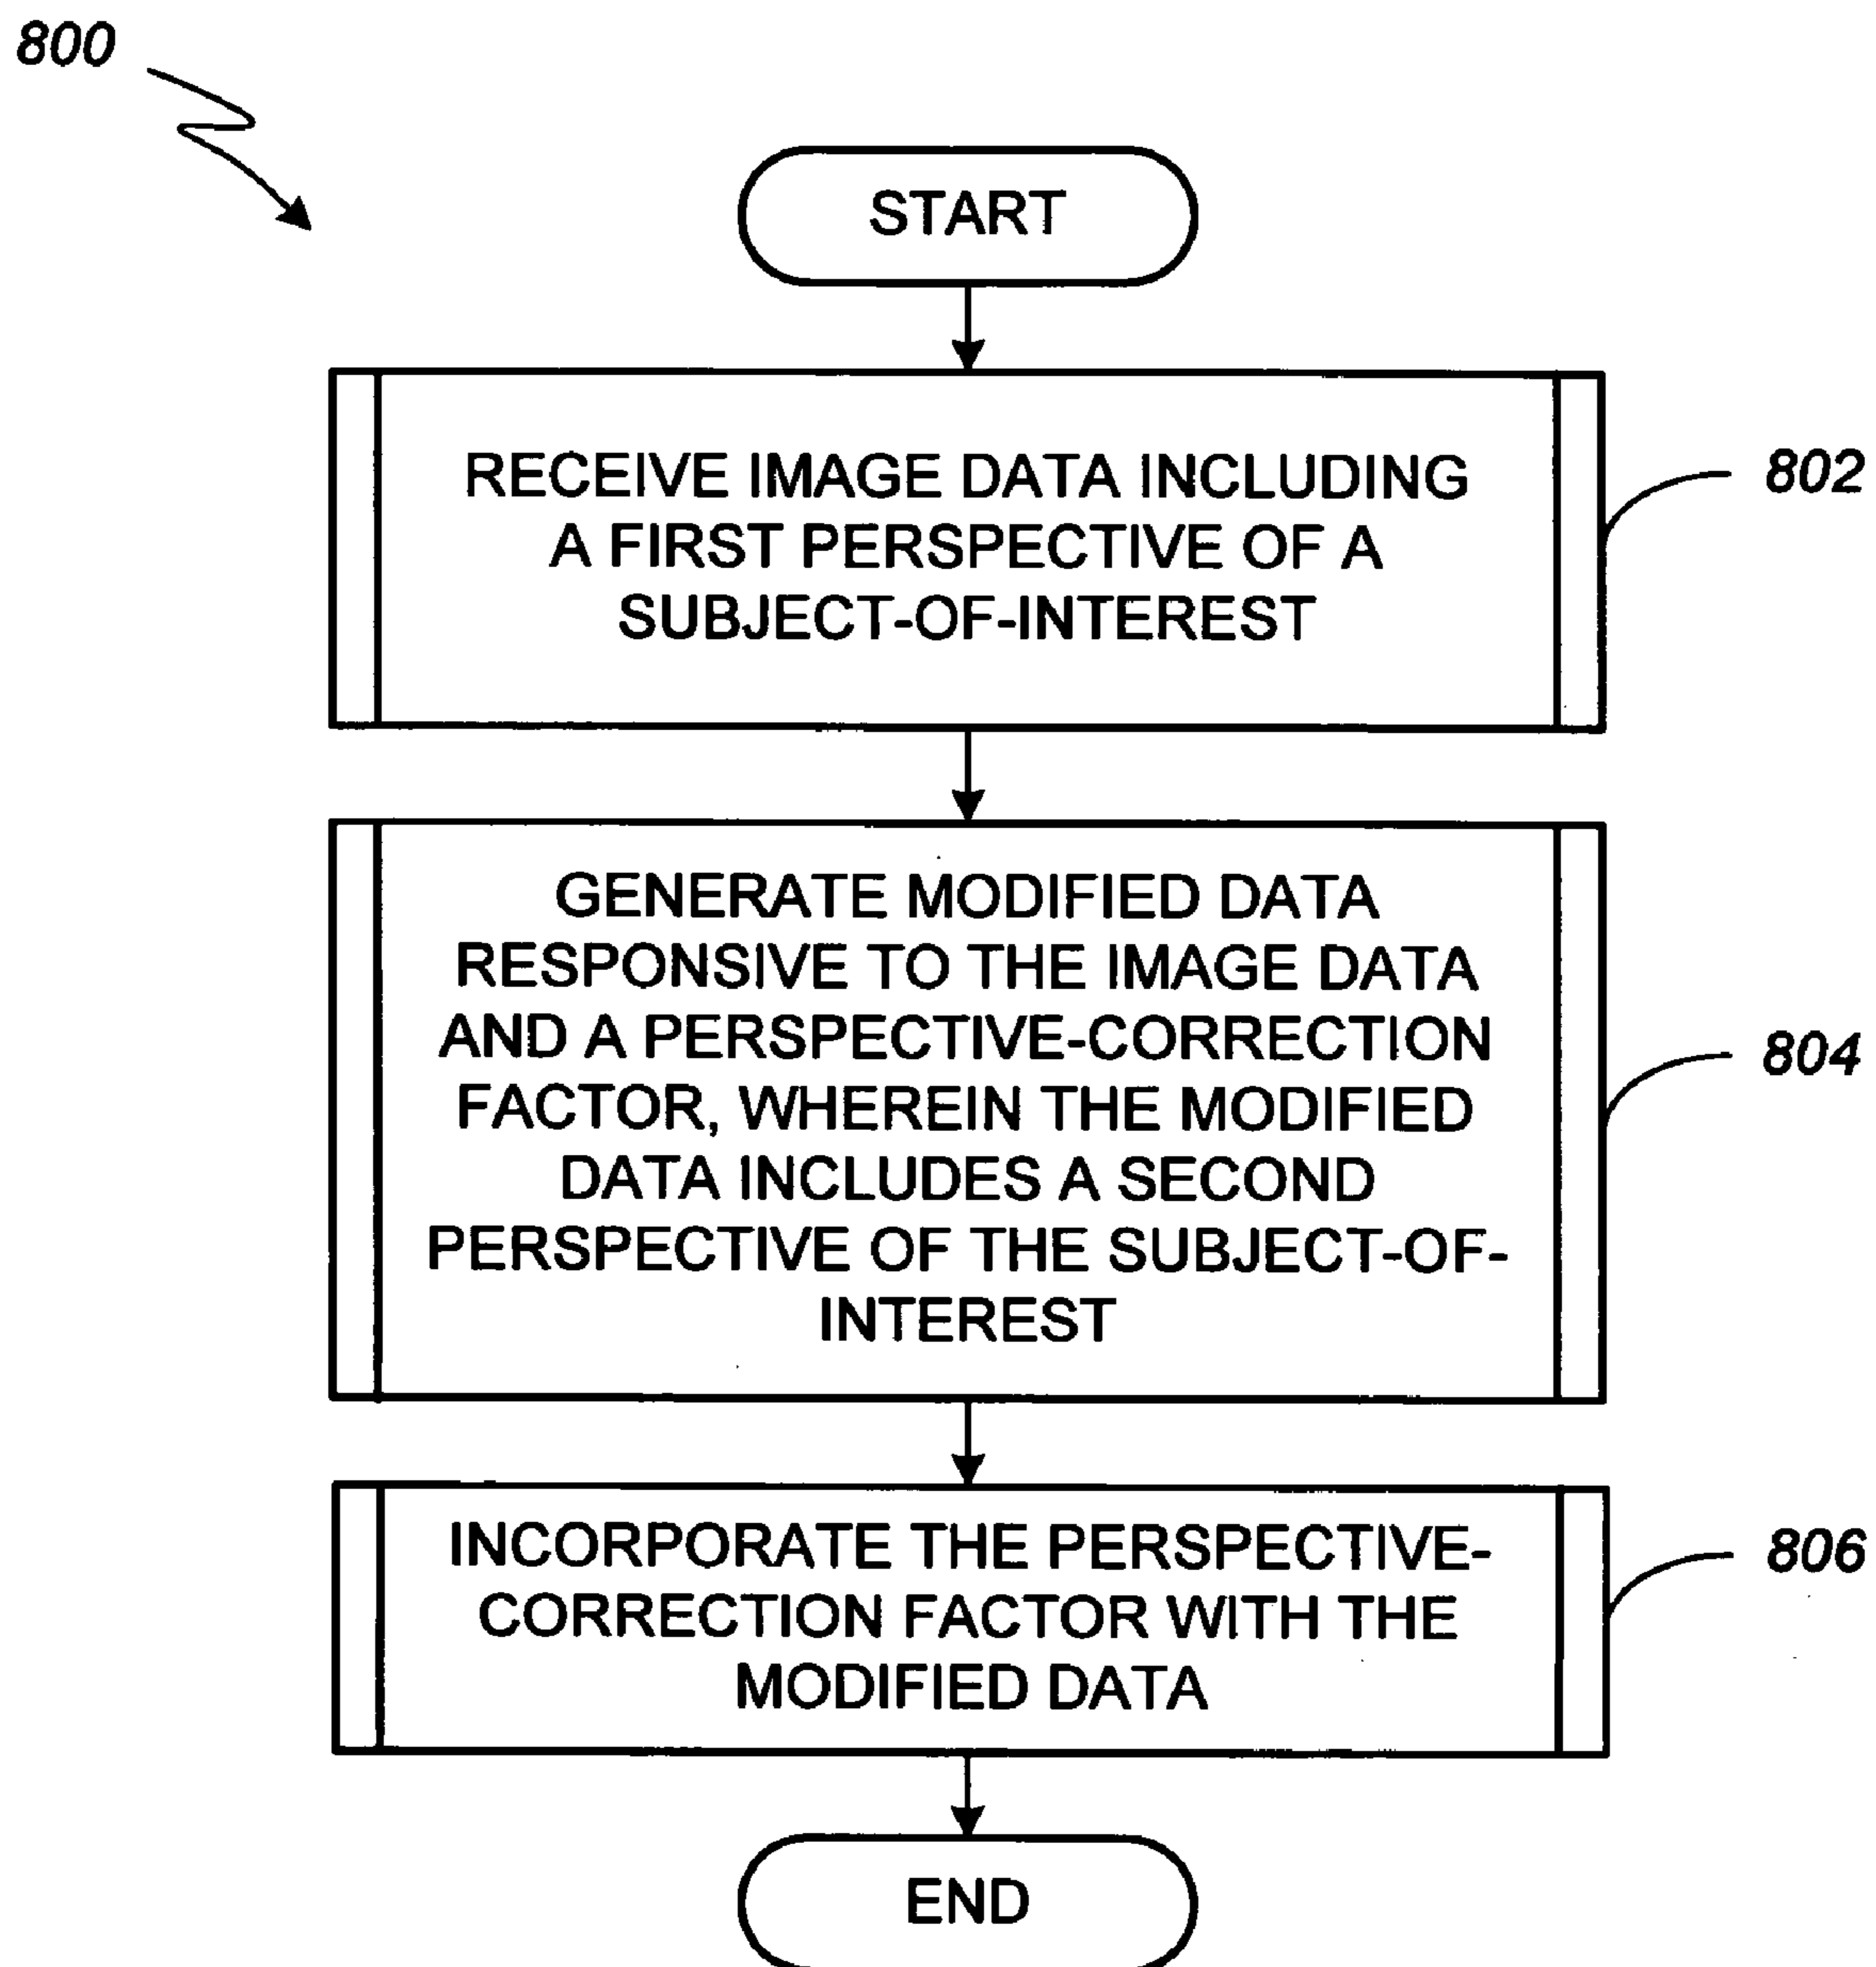 800
START
RECEIVE IMAGE DATA INCLUDING
A FIRST PERSPECTIVE OF A
SUBJECT-OF-INTEREST
802
GENERATE MODIFIED DATA
RESPONSIVE TO THE IMAGE DATA
AND A PERSPECTIVE-CORRECTION
FACTOR, WHEREIN THE MODIFIED
DATA INCLUDES A SECOND
PERSPECTIVE OF THE SUBJECT-OF-
INTEREST
804
INCORPORATE THE PERSPECTIVE-
CORRECTION FACTOR WITH THE
MODIFIED DATA
806
END